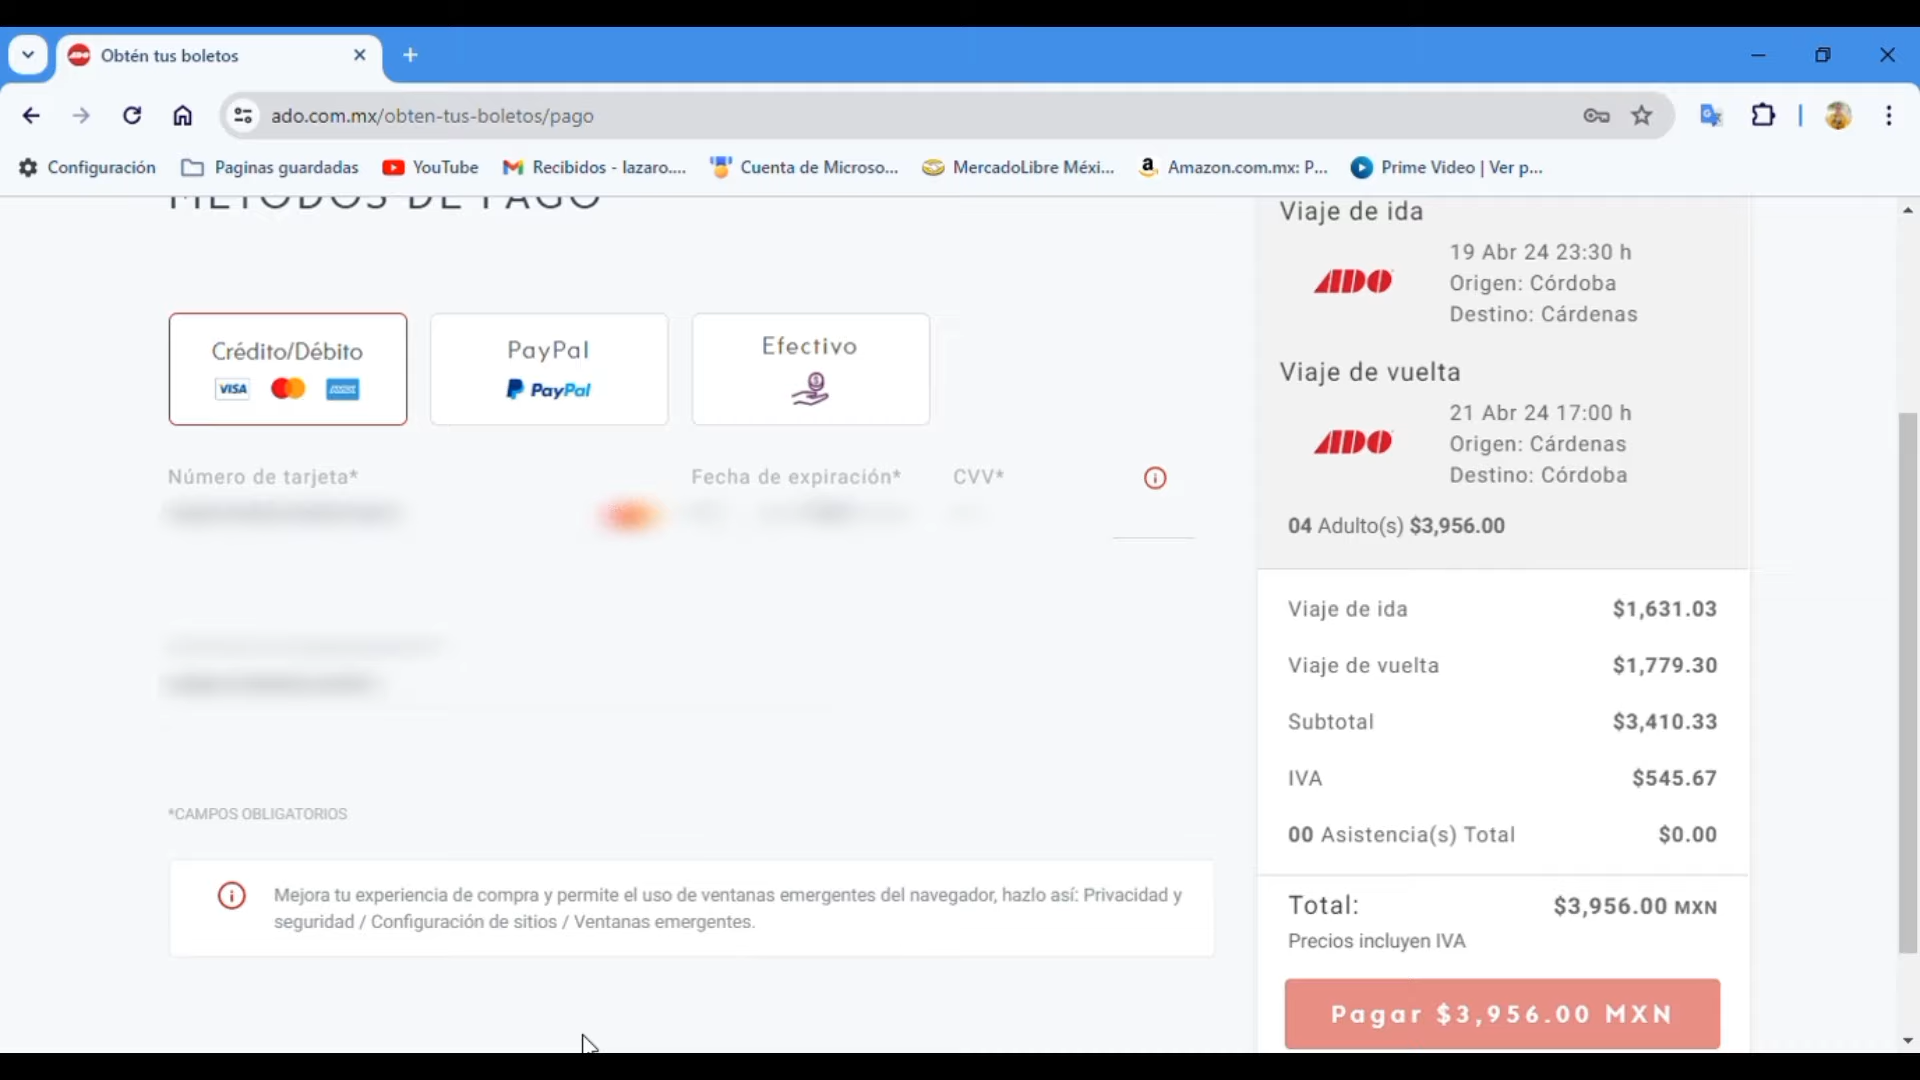 Obtén tus boletos
ado.com.mx/obten-tus-boletos/pago
Configuración
Paginas guardadas
YouTube
Recibidos - lazaro....
Cuenta de Microso...
MercadoLibre Méxi...
Amazon.com.mx: P...
Prime Video | Ver p...
MÉTODOS DE PAGO
Crédito/Débito
VISA
PayPal
PayPal
Efectivo
Número de tarjeta*
Fecha de expiración*
CVV*
*CAMPOS OBLIGATORIOS
Mejora tu experiencia de compra y permite el uso de ventanas emergentes del navegador, hazlo así: Privacidad y
seguridad / Configuración de sitios / Ventanas emergentes.
Viaje de ida
ADO
19 Abr 24 23:30 h
Origen: Córdoba
Destino: Cárdenas
Viaje de vuelta
ADO
21 Abr 24 17:00 h
Origen: Cárdenas
Destino: Córdoba
04 Adulto(s) $3,956.00
Viaje de ida $1,631.03
Viaje de vuelta $1,779.30
Subtotal $3,410.33
IVA $545.67
00 Asistencia(s) Total $0.00
Total: $3,956.00 MXN
Precios incluyen IVA
Pagar $3,956.00 MXN